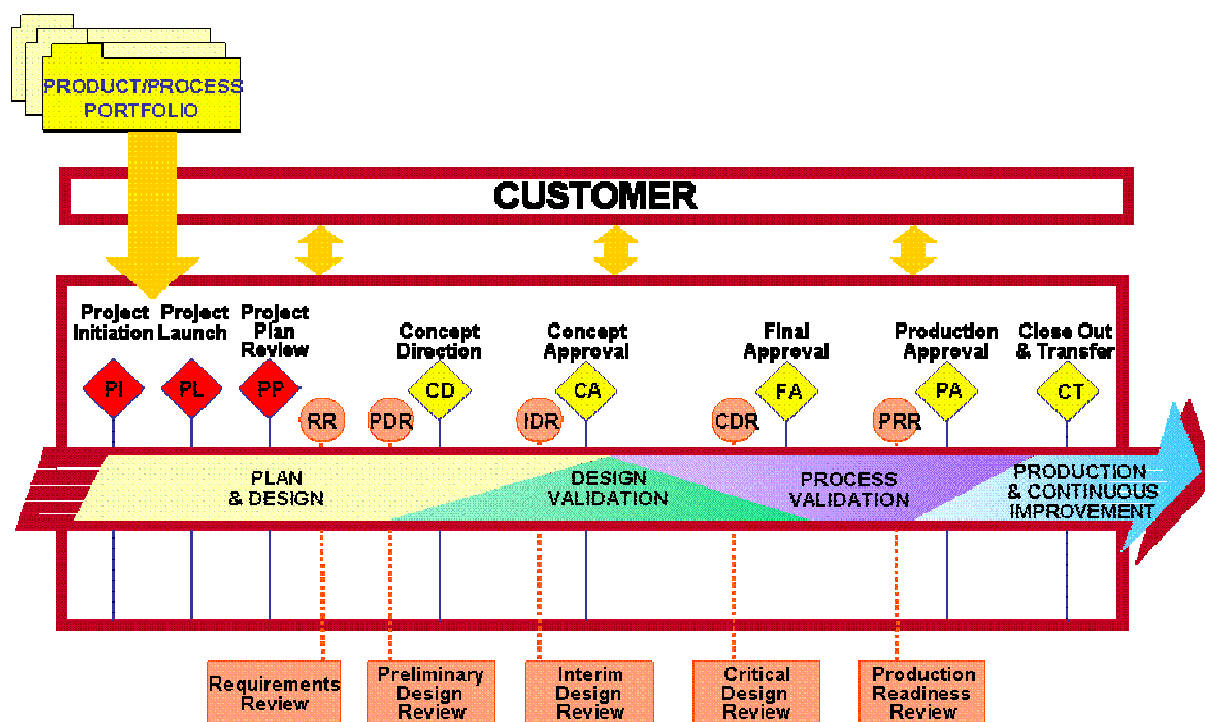 PRODUCT/PROCESS
PORTFOLIO
CUSTOMER
Project
Initiation
Project
Launch
Project
Plan
Review
Concept
Direction
Concept
Approval
Final
Approval
Production
Approval
Close Out
& Transfer
PI
PL
PP
RR
PDR
CD
IDR
CA
CDR
FA
PRR
PA
CT
PLAN
& DESIGN
DESIGN
VALIDATION
PROCESS
VALIDATION
PRODUCTION
& CONTINUOUS
IMPROVEMENT
Requirements
Review
Preliminary
Design
Review
Interim
Design
Review
Critical
Design
Review
Production
Readiness
Review